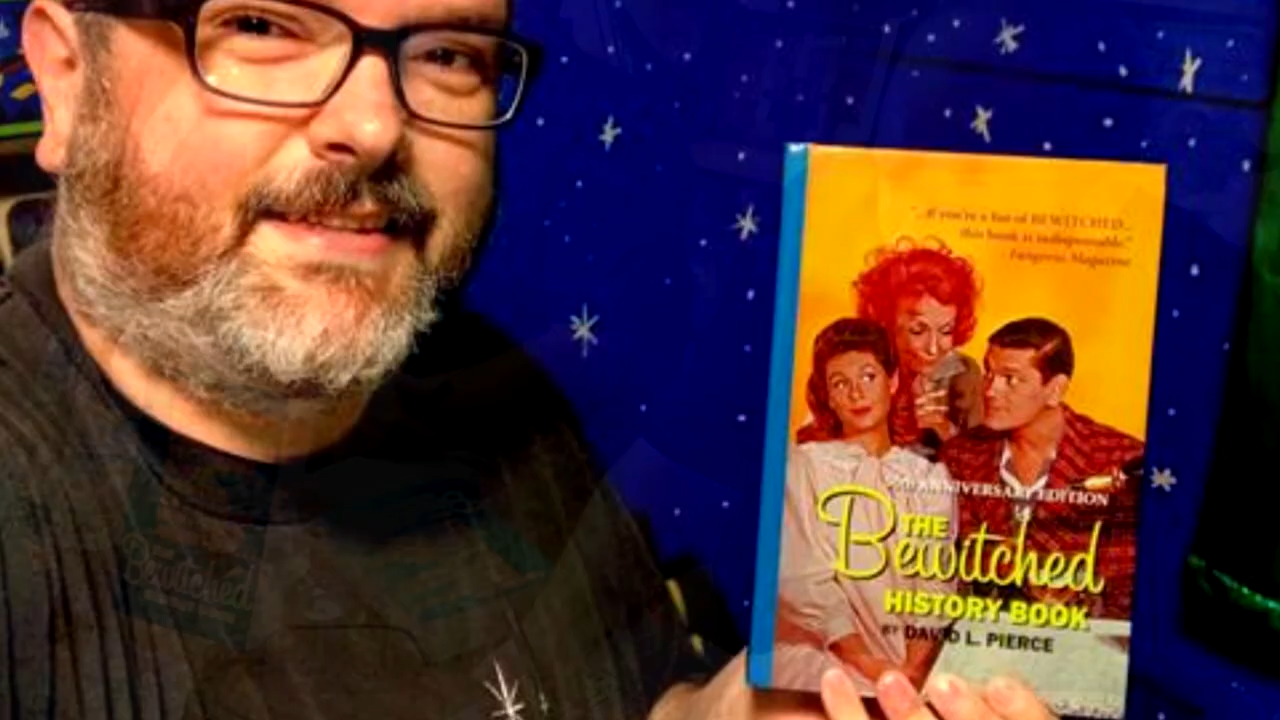 "...if you're a fan of BEWITCHED...
this book is indispensable."
Fangoria Magazine
ANNIVERSARY EDITION
THE
Bewitched
HISTORY BOOK
BY DAVID L. PIERCE
Bewitched